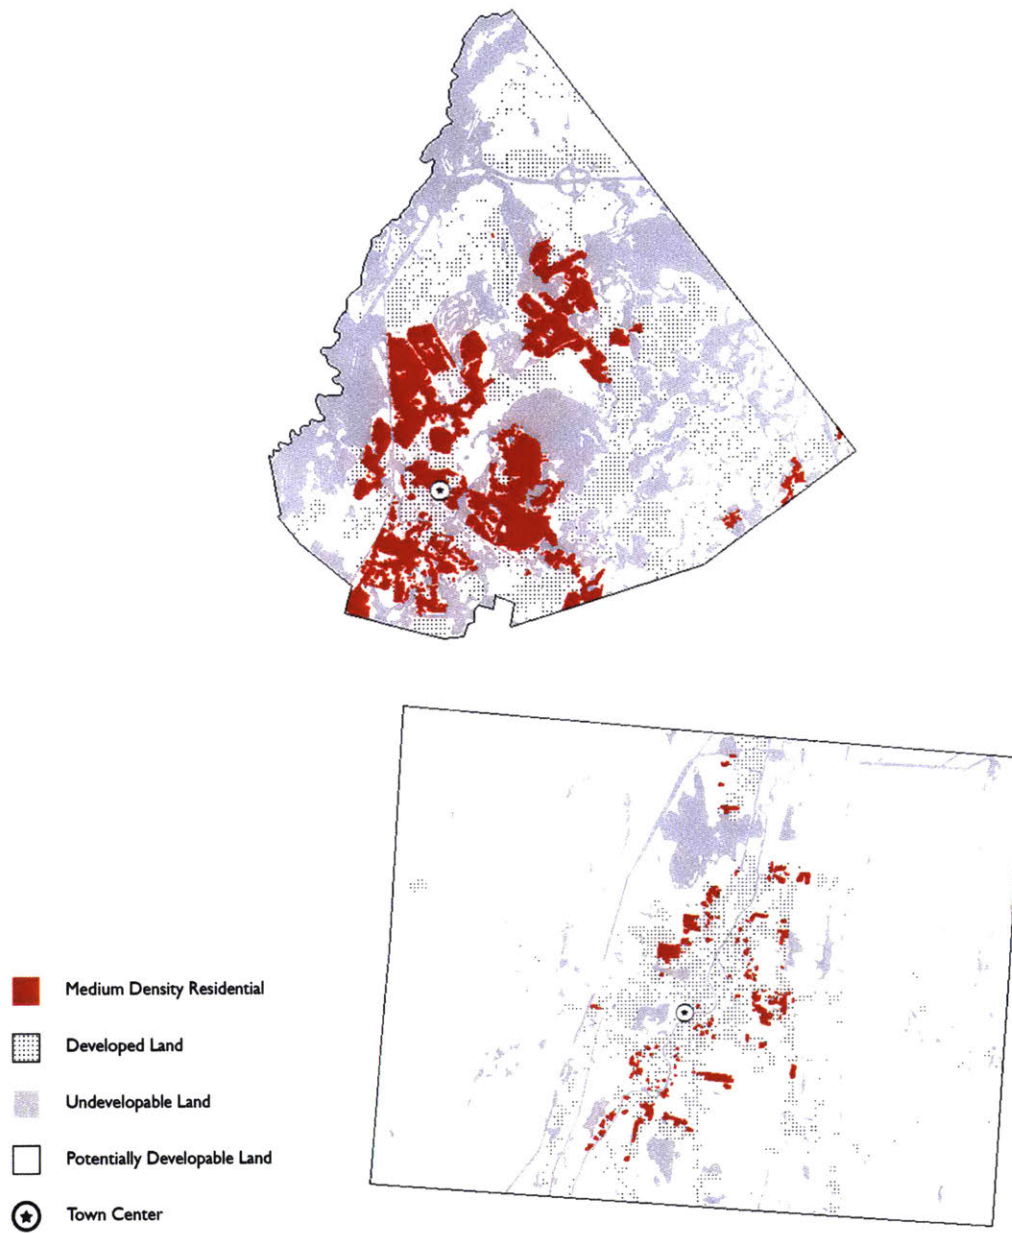 Medium Density Residential
Developed Land
Undevelopable Land
Potentially Developable Land
Town Center